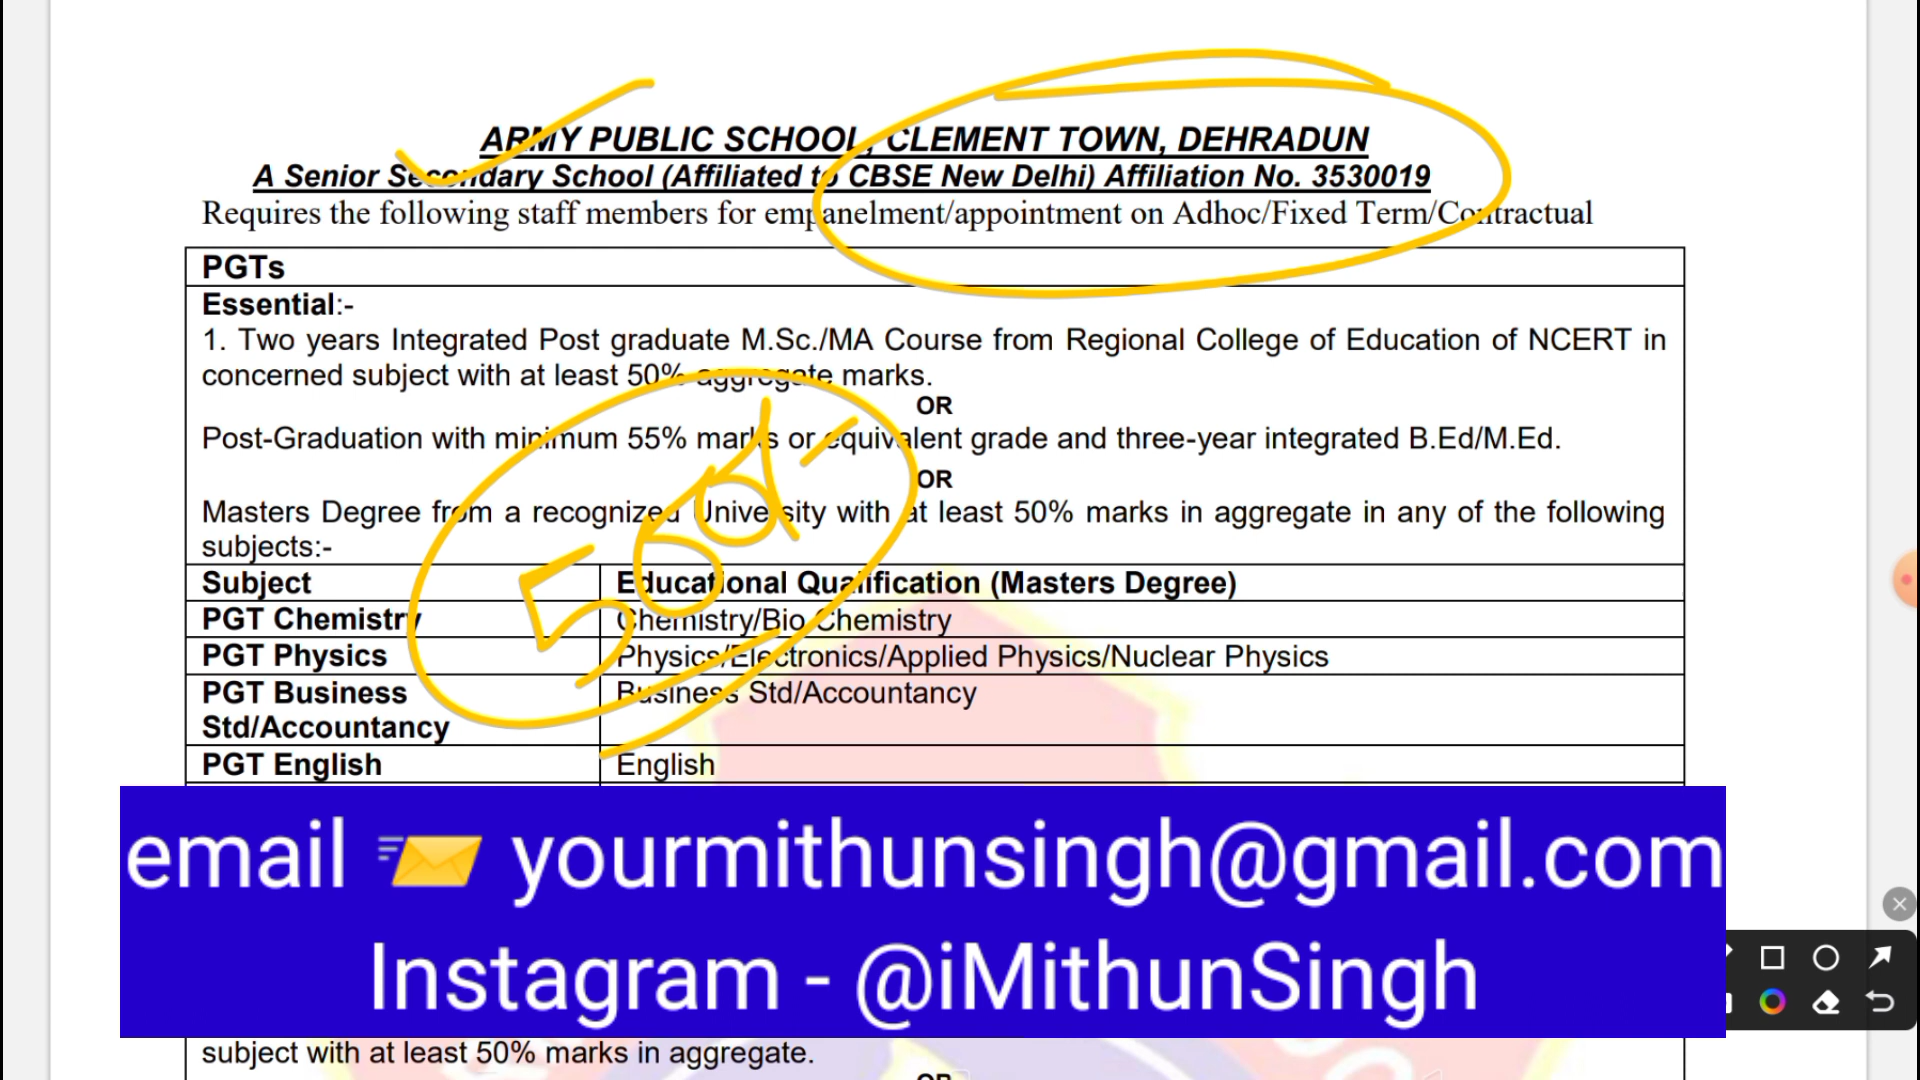 ARMY PUBLIC SCHOOL, CLEMENT TOWN, DEHRADUN
A Senior Secondary School (Affiliated to CBSE New Delhi) Affiliation No. 3530019
Requires the following staff members for empanelment/appointment on Adhoc/Fixed Term/Contractual
PGTs
Essential:-
1. Two years Integrated Post graduate M.Sc./MA Course from Regional College of Education of NCERT in
concerned subject with at least 50% aggregate marks.
OR
Post-Graduation with minimum 55% marks or equivalent grade and three-year integrated B.Ed/M.Ed.
OR
Masters Degree from a recognized University with at least 50% marks in aggregate in any of the following
subjects:-
Subject Educational Qualification (Masters Degree)
PGT Chemistry Chemistry/Bio Chemistry
PGT Physics Physics/Electronics/Applied Physics/Nuclear Physics
PGT Business Business Std/Accountancy
Std/Accountancy
PGT English English
email yourmithunsingh@gmail.com
Instagram - @iMithunSingh
subject with at least 50% marks in aggregate.
OR